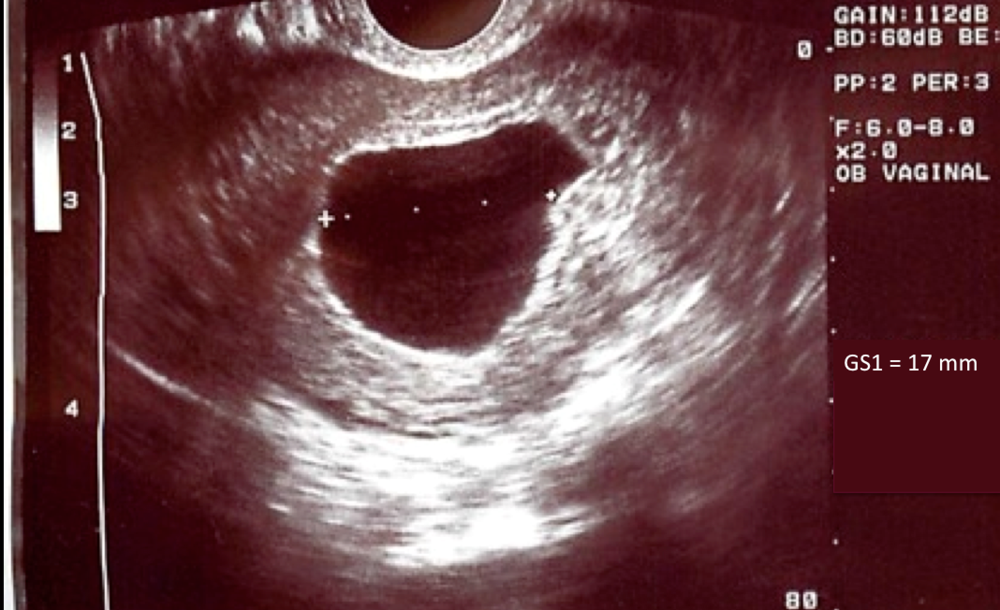 GAIN:112dB
BD:60dB BE:
0
PP:2 PER:3
F:6.0-8.0
x2.0
OB VAGINAL
1
2
3
4
GS1 = 17 mm
80